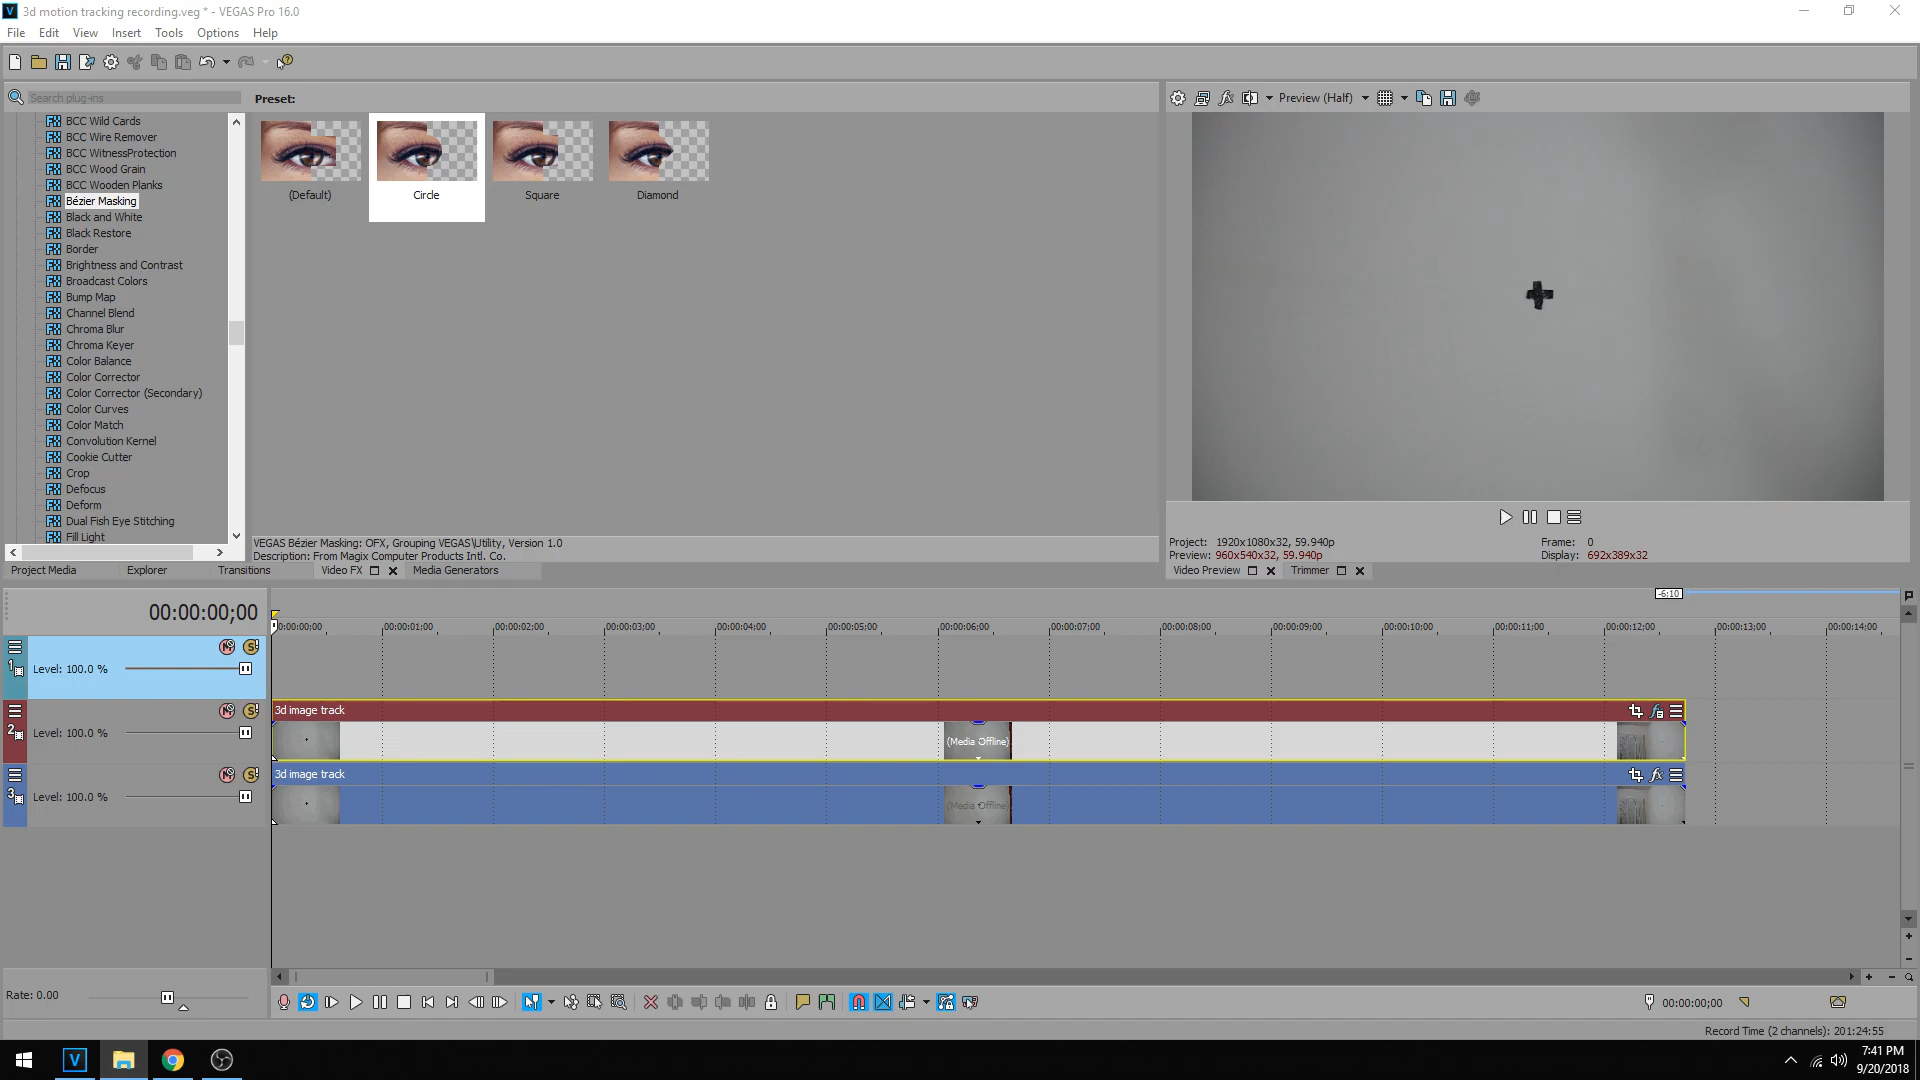 3d motion tracking recording.veg * - VEGAS Pro 16.0
File Edit View Insert Tools Options Help
Search plug-ins
Preset:
BCC Wild Cards
BCC Wire Remover
BCC WitnessProtection
BCC Wood Grain
BCC Wooden Planks
Bézier Masking
Black and White
Black Restore
Border
Brightness and Contrast
Broadcast Colors
Bump Map
Channel Blend
Chroma Blur
Chroma Keyer
Color Balance
Color Corrector
Color Corrector (Secondary)
Color Curves
Color Match
Convolution Kernel
Cookie Cutter
Crop
Defocus
Deform
Dual Fish Eye Stitching
Fill Light
(Default) Circle Square Diamond
VEGAS Bézier Masking: OFX, Grouping VEGAS\Utility, Version 1.0
Description: From Magix Computer Products Intl. Co.
Project Media Explorer Transitions Video FX Media Generators
Preview (Half)
Project: 1920x1080x32, 59.940p Frame: 0
Preview: 960x540x32, 59.940p Display: 692x389x32
Video Preview Trimmer
00:00:00;00
-6:10
00:00:00;00 00:00:01;00 00:00:02;00 00:00:03;00 00:00:04;00 00:00:05;00 00:00:06;00 00:00:07;00 00:00:08;00 00:00:09;00 00:00:10;00 00:00:11;00 00:00:12;00 00:00:13;00 00:00:14;00
1 Level: 100.0 %
3d image track
2 Level: 100.0 %
(Media Offline)
3d image track
3 Level: 100.0 %
(Media Offline)
Rate: 0.00
00:00:00;00
Record Time (2 channels): 201:24:55
7:41 PM
9/20/2018